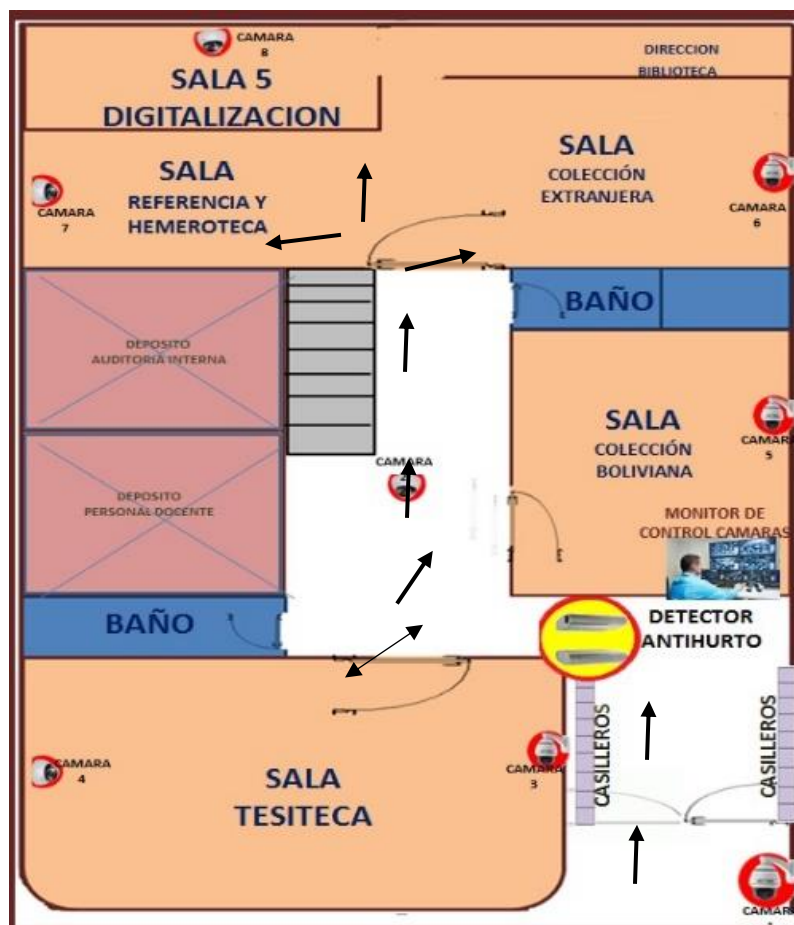 CAMARA
8
SALA 5
DIGITALIZACION
DIRECCION
BIBLIOTECA
SALA
REFERENCIA Y
HEMEROTECA
CAMARA
7
SALA
COLECCIÓN
EXTRANJERA
CAMARA
6
BAÑO
DEPOSITO
AUDITORIA INTERNA
SALA
COLECCIÓN
BOLIVIANA
CAMARA
5
CAMARA
DEPOSITO
PERSONAL DOCENTE
MONITOR DE
CONTROL CAMARAS
BAÑO
DETECTOR
ANTIHURTO
CAMARA
4
SALA
TESITECA
CAMARA
3
CASILLEROS
CASILLEROS
CAMARA